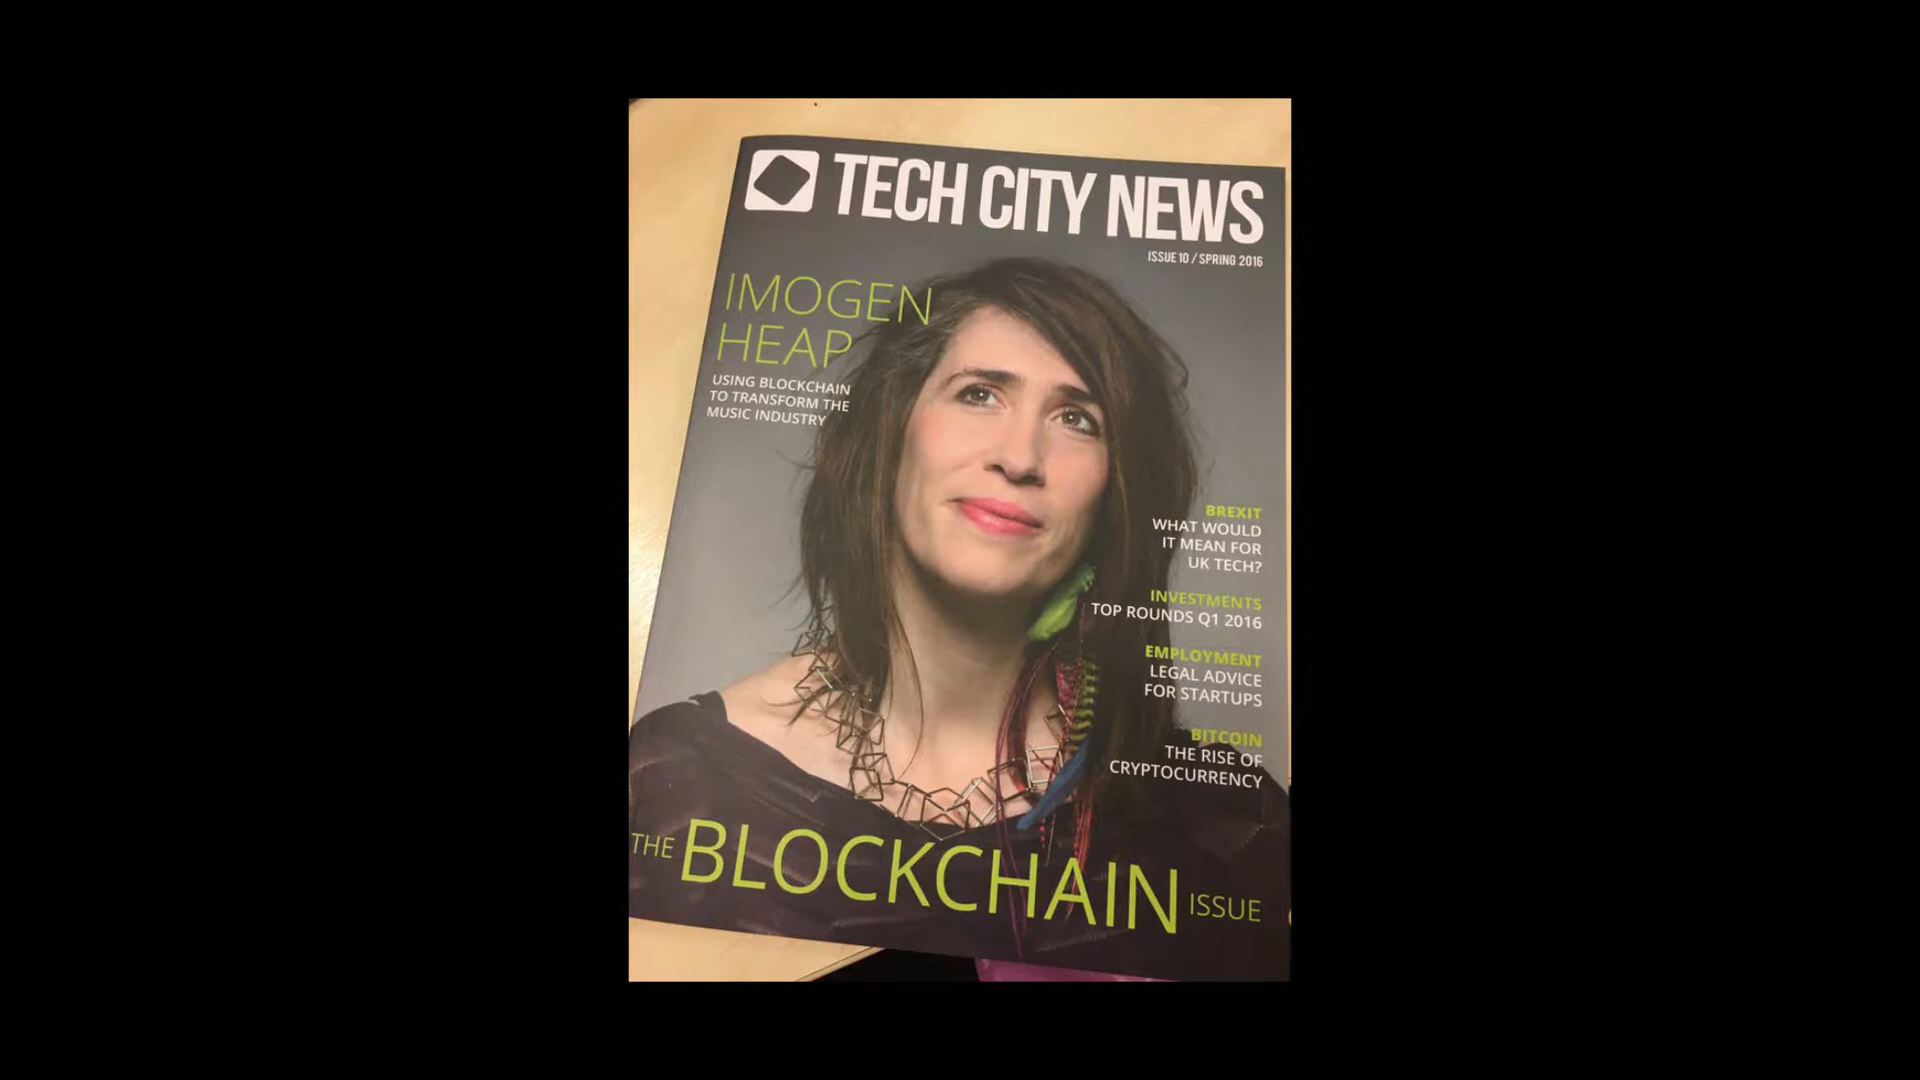 TECH CITY NEWS
ISSUE 10 / SPRING 2016
IMOGEN
HEAP
USING BLOCKCHAIN
TO TRANSFORM THE
MUSIC INDUSTRY
BREXIT
WHAT WOULD
IT MEAN FOR
UK TECH?
INVESTMENTS
TOP ROUNDS Q1 2016
EMPLOYMENT
LEGAL ADVICE
FOR STARTUPS
BITCOIN
THE RISE OF
CRYPTOCURRENCY
THE BLOCKCHAIN ISSUE